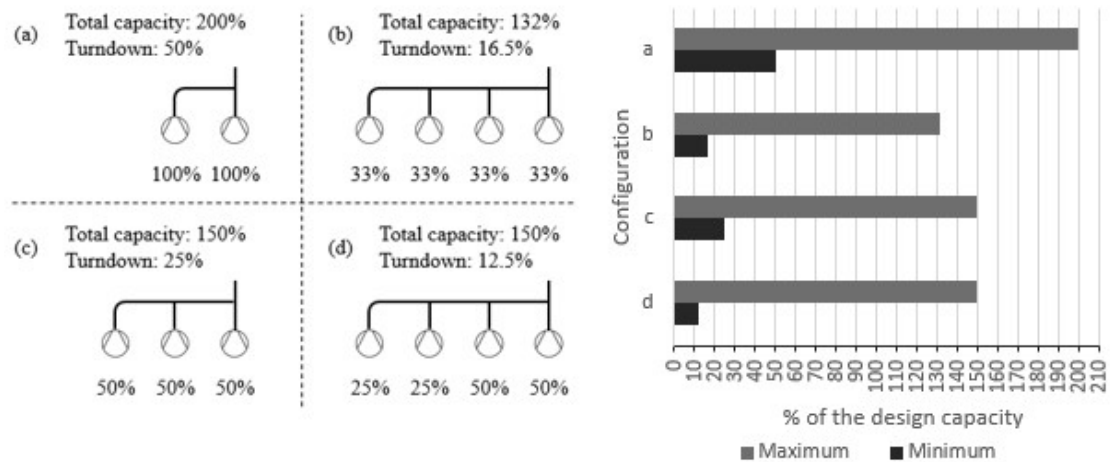 (a)
Total capacity: 200%
Turndown: 50%
100% 100%
(b)
Total capacity: 132%
Turndown: 16.5%
33% 33% 33% 33%
(c)
Total capacity: 150%
Turndown: 25%
50% 50% 50%
(d)
Total capacity: 150%
Turndown: 12.5%
25% 25% 50% 50%
Configuration
a
b
c
d
0 10 20 30 40 50 60 70 80 90 100 110 120 130 140 150 160 170 180 190 200 210
% of the design capacity
Maximum Minimum